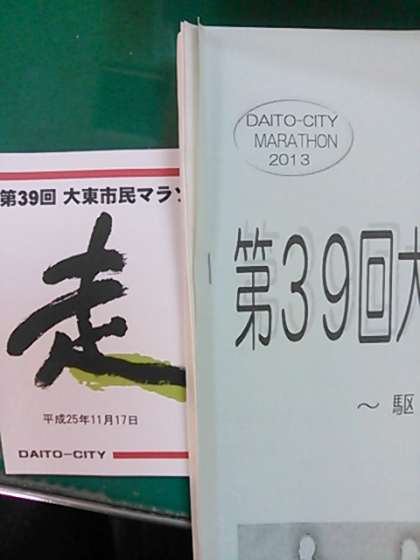 第39回 大東市民マラソ
走
平成25年11月17日
DAITO-CITY
DAITO-CITY
MARATHON
2013
第39回大
～ 駆